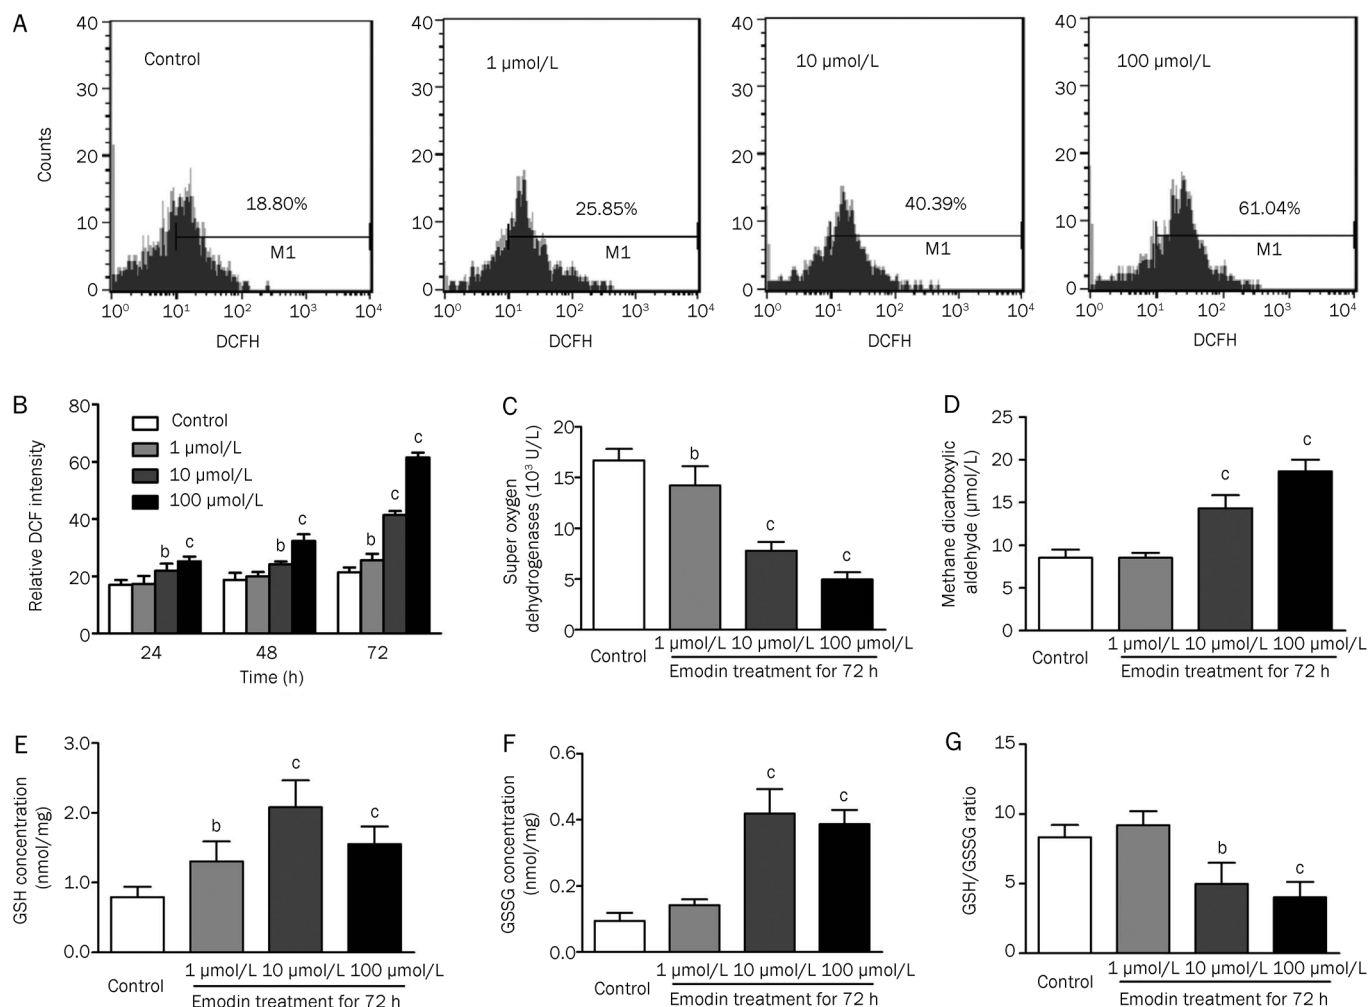 A
Counts
40
30
20
10
0
Control
18.80%
M1
10⁰ 10¹ 10² 10³ 10⁴
DCFH
40
30
20
10
0
1 µmol/L
25.85%
M1
10⁰ 10¹ 10² 10³ 10⁴
DCFH
40
30
20
10
0
10 µmol/L
40.39%
M1
10⁰ 10¹ 10² 10³ 10⁴
DCFH
40
30
20
10
0
100 µmol/L
61.04%
M1
10⁰ 10¹ 10² 10³ 10⁴
DCFH
B
Relative DCF intensity
80
60
40
20
0
Control
1 µmol/L
10 µmol/L
100 µmol/L
b c
b c
b c c
24 48 72
Time (h)
C
Super oxygen
dehydrogenases (10³ U/L)
20
15
10
5
0
b
c
c
Control
1 µmol/L 10 µmol/L 100 µmol/L
Emodin treatment for 72 h
D
Methane dicarboxylic
aldehyde (µmol/L)
25
20
15
10
5
0
c
c
Control
1 µmol/L 10 µmol/L 100 µmol/L
Emodin treatment for 72 h
E
GSH concentration
(nmol/mg)
3.0
2.0
1.0
0.0
b
c
c
Control
1 µmol/L 10 µmol/L 100 µmol/L
Emodin treatment for 72 h
F
GSSG concentration
(nmol/mg)
0.6
0.4
0.2
0.0
c
c
Control
1 µmol/L 10 µmol/L 100 µmol/L
Emodin treatment for 72 h
G
GSH/GSSG ratio
15
10
5
0
b
c
Control
1 µmol/L 10 µmol/L 100 µmol/L
Emodin treatment for 72 h